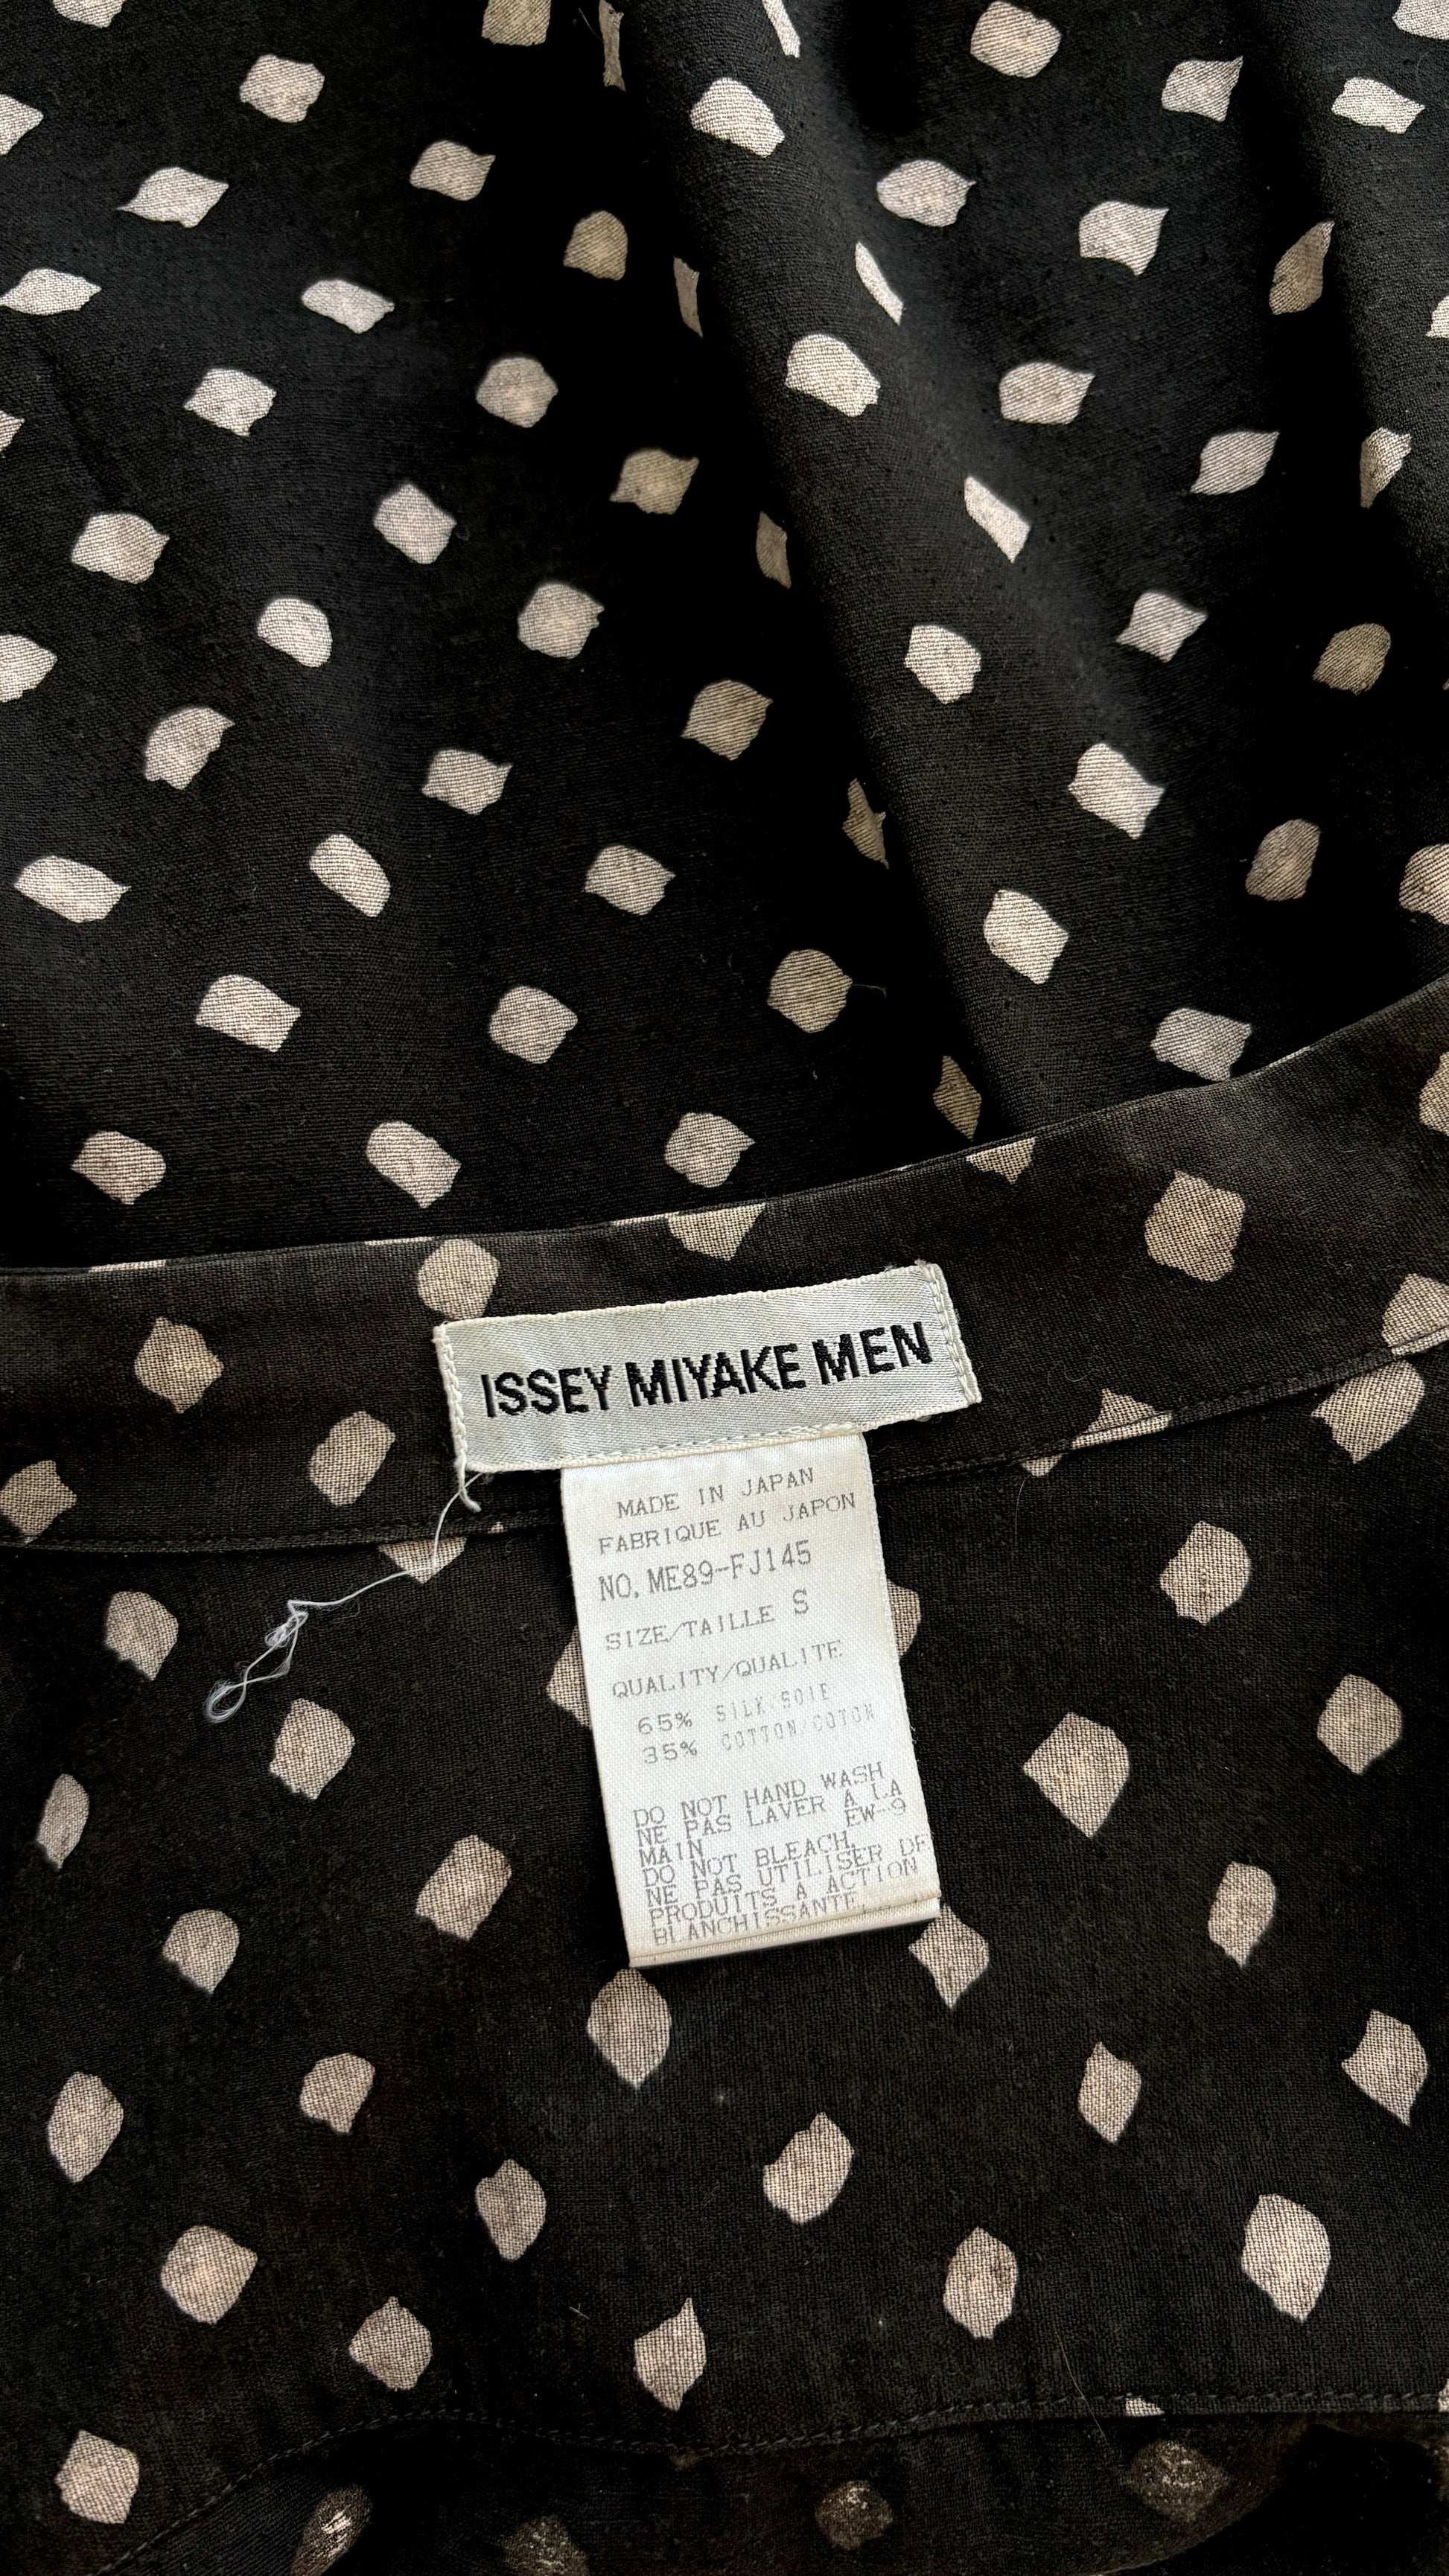 ISSEY MIYAKE MEN
MADE IN JAPAN
FABRIQUE AU JAPON
NO. ME89-FJ145
SIZE/TAILLE S
QUALITY/QUALITE
65% SILK/SOIE
35% COTTON/COTON
DO NOT HAND WASH
NE PAS LAVER A LA
MAIN EW-9
DO NOT BLEACH.
NE PAS UTILISER DE
PRODUITS A ACTION
BLANCHISSANTE.